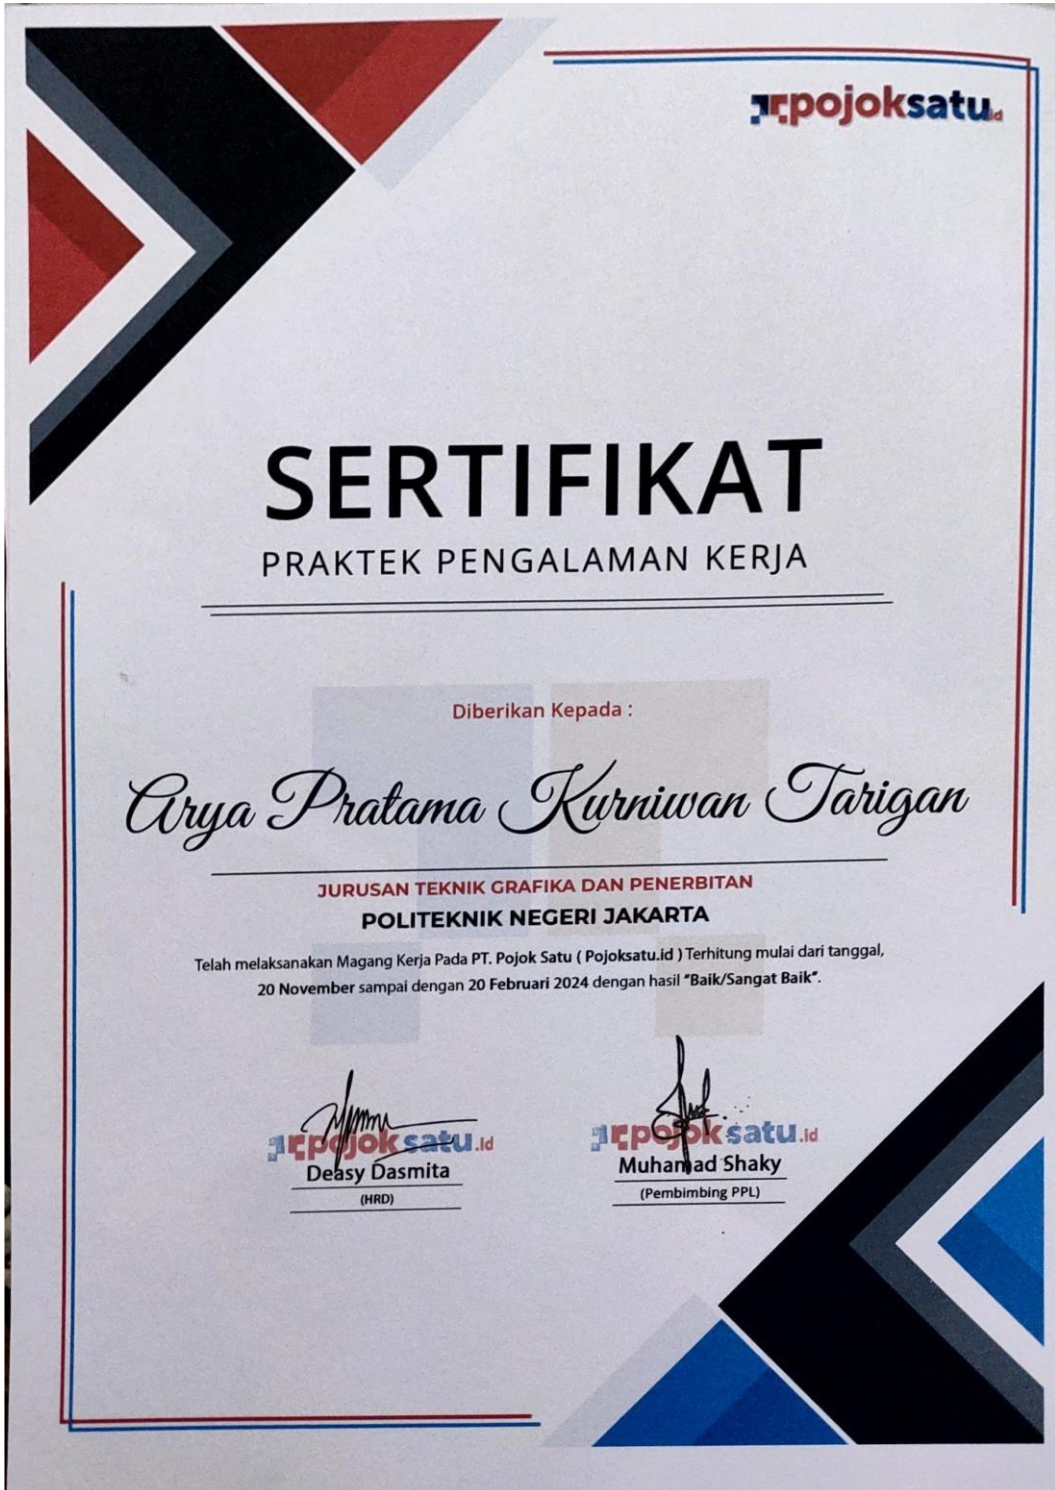 pojoksatu.id
SERTIFIKAT
PRAKTEK PENGALAMAN KERJA
Diberikan Kepada :
Arya Pratama Kurniwan Tarigan
JURUSAN TEKNIK GRAFIKA DAN PENERBITAN
POLITEKNIK NEGERI JAKARTA
Telah melaksanakan Magang Kerja Pada PT. Pojok Satu ( Pojoksatu.id ) Terhitung mulai dari tanggal,
20 November sampai dengan 20 Februari 2024 dengan hasil "Baik/Sangat Baik".
pojoksatu.id
Deasy Dasmita
(HRD)
pojoksatu.id
Muhamad Shaky
(Pembimbing PPL)